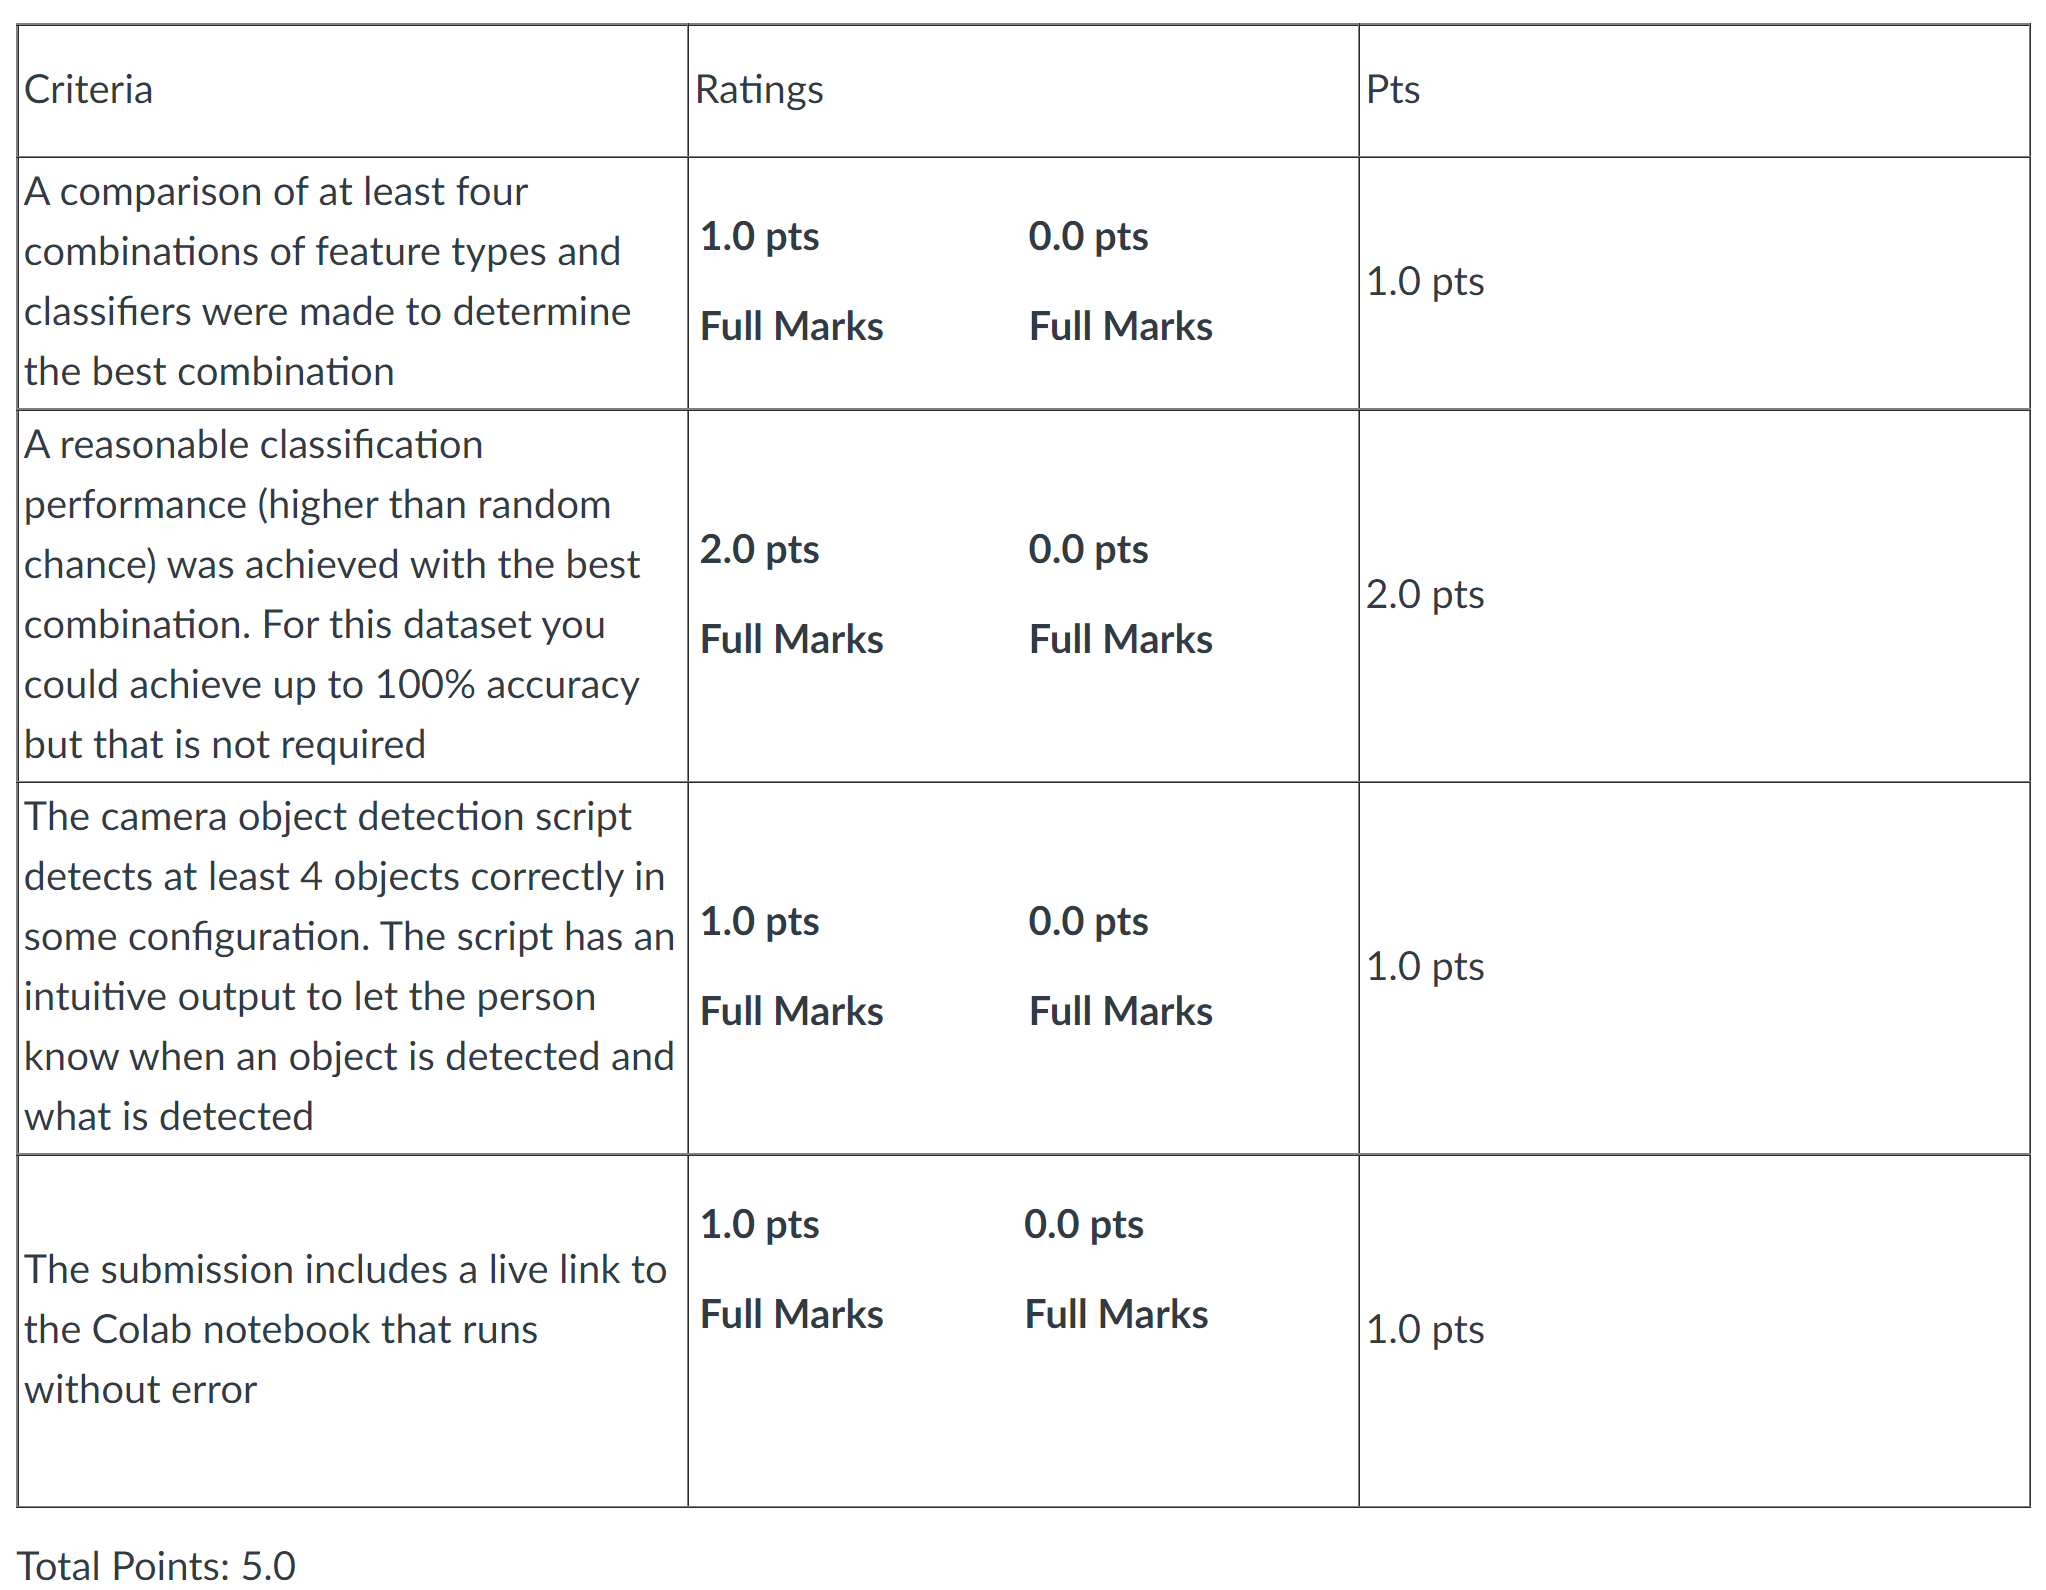 Criteria
Ratings
Pts
A comparison of at least four
combinations of feature types and
classifiers were made to determine
the best combination
1.0 pts
Full Marks
0.0 pts
Full Marks
1.0 pts
A reasonable classification
performance (higher than random
chance) was achieved with the best
combination. For this dataset you
could achieve up to 100% accuracy
but that is not required
2.0 pts
Full Marks
0.0 pts
Full Marks
2.0 pts
The camera object detection script
detects at least 4 objects correctly in
some configuration. The script has an
intuitive output to let the person
know when an object is detected and
what is detected
1.0 pts
Full Marks
0.0 pts
Full Marks
1.0 pts
The submission includes a live link to
the Colab notebook that runs
without error
1.0 pts
Full Marks
0.0 pts
Full Marks
1.0 pts
Total Points: 5.0